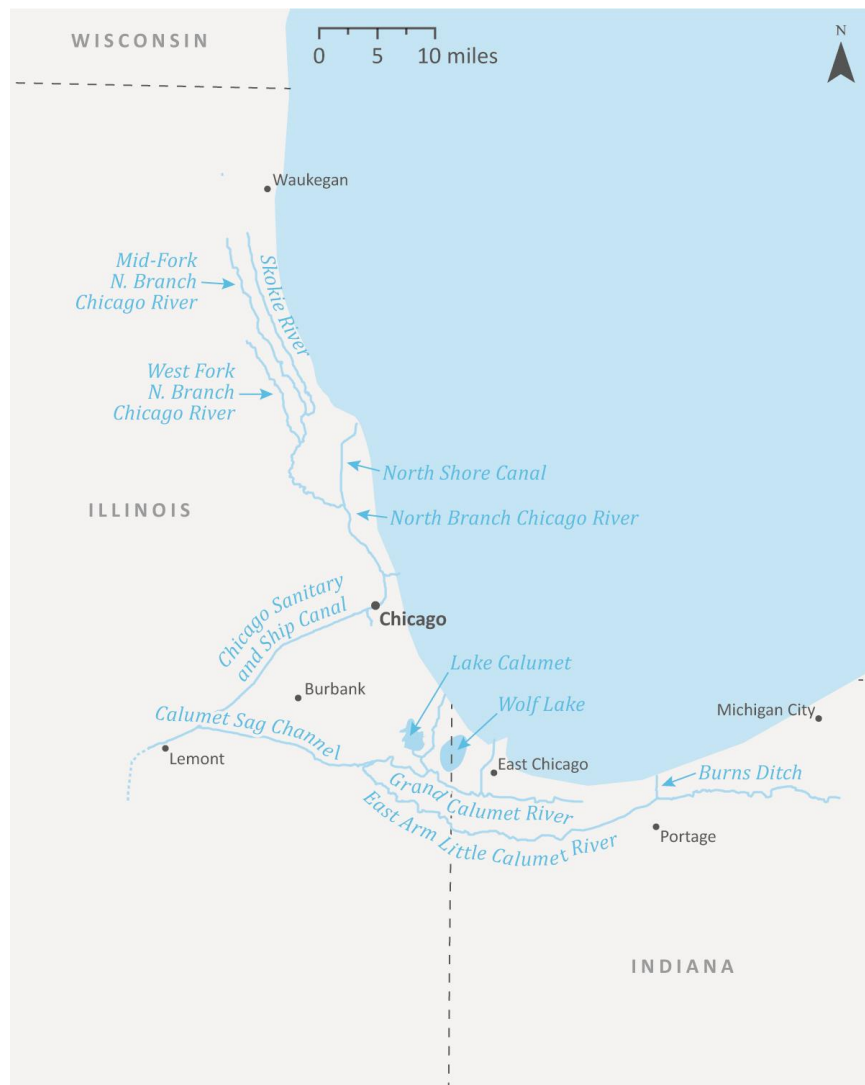 WISCONSIN
0 5 10 miles
N
Waukegan
Mid-Fork
N. Branch
Chicago River
Skokie River
West Fork
N. Branch
Chicago River
North Shore Canal
ILLINOIS
North Branch Chicago River
Chicago Sanitary
and Ship Canal
Chicago
Lake Calumet
Burbank
Wolf Lake
Michigan City
Calumet Sag Channel
Lemont
East Chicago
Burns Ditch
Grand Calumet River
East Arm Little Calumet River
Portage
INDIANA